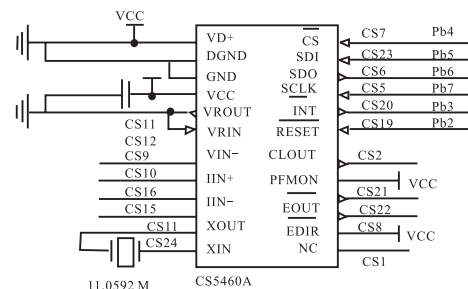 VCC
VD+ CS CS7 Pb4
DGND SDI CS23 Pb5
GND SDO CS6 Pb6
VCC SCLK CS5 Pb7
VROUT INT CS20 Pb3
CS11 VRIN RESET CS19 Pb2
CS12
CS9 VIN− CLOUT CS2
CS10 IIN+ PFMON VCC
CS16 IIN− EOUT CS21
CS15 CS22
CS11 XOUT EDIR CS8 VCC
CS24 XIN NC CS1
11.0592 M CS5460A